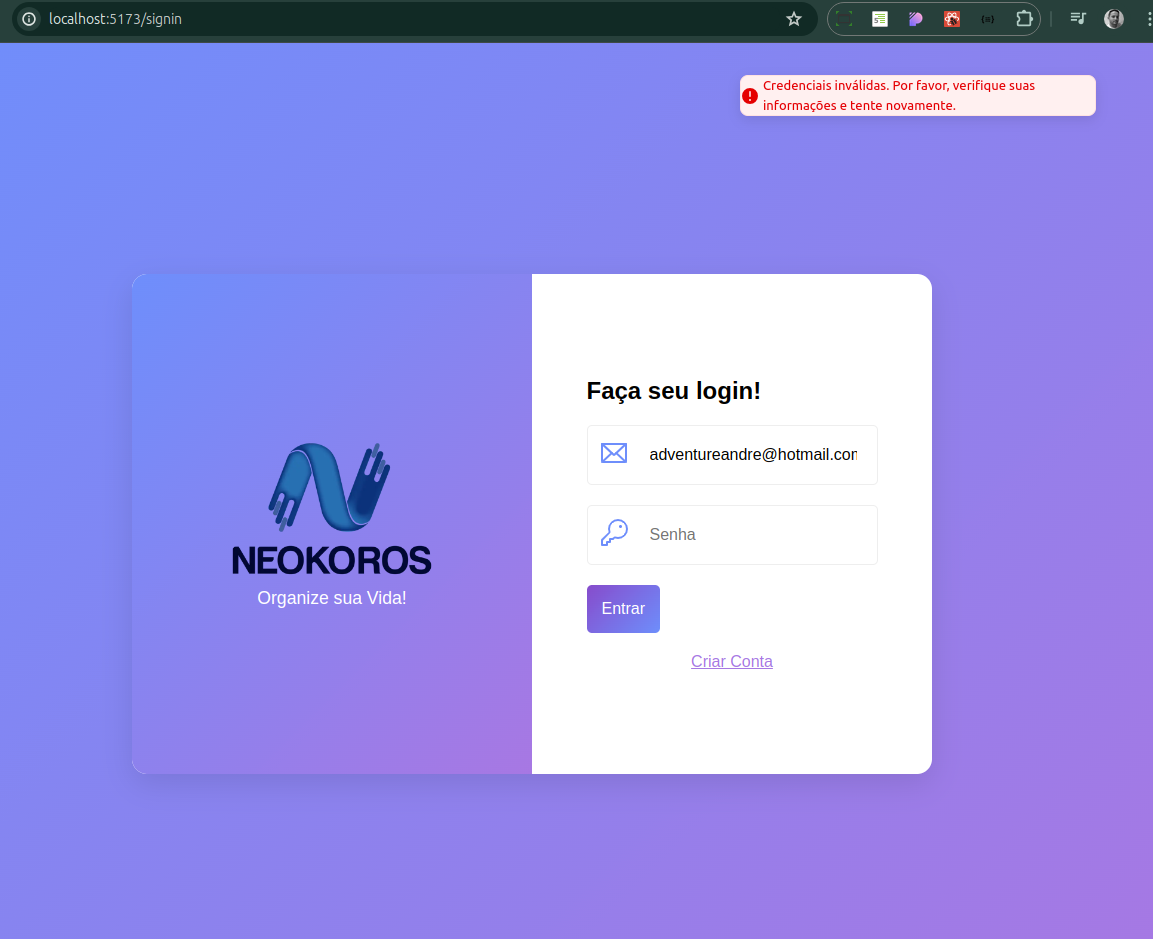 localhost:5173/signin
Credenciais inválidas. Por favor, verifique suas
informações e tente novamente.
Faça seu login!
adventureandre@hotmail.con
Senha
Entrar
Criar Conta
NEOKOROS
Organize sua Vida!